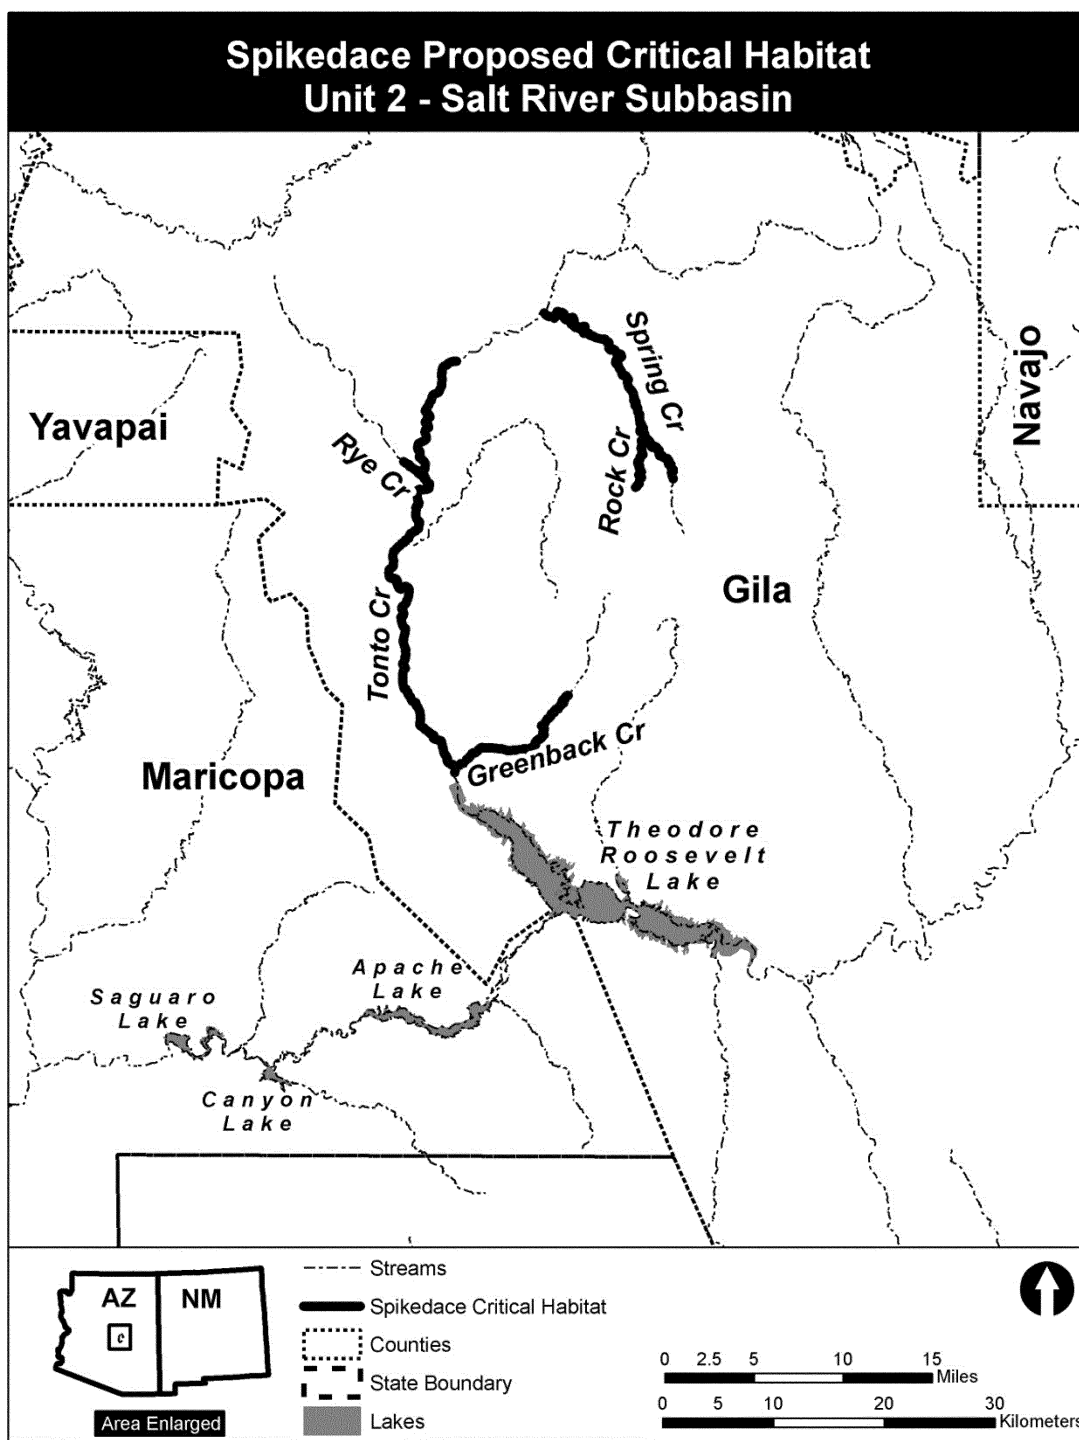 Spikedace Proposed Critical Habitat
Unit 2 - Salt River Subbasin
Spring Cr
Navajo
Yavapai
Rye Cr
Rock Cr
Gila
Tonto Cr
Greenback Cr
Maricopa
Theodore
Roosevelt
Lake
Apache
Lake
Saguaro
Lake
Canyon
Lake
AZ
NM
c
Area Enlarged
Streams
Spikedace Critical Habitat
Counties
State Boundary
Lakes
0 2.5 5 10 15
Miles
0 5 10 20 30
Kilometers